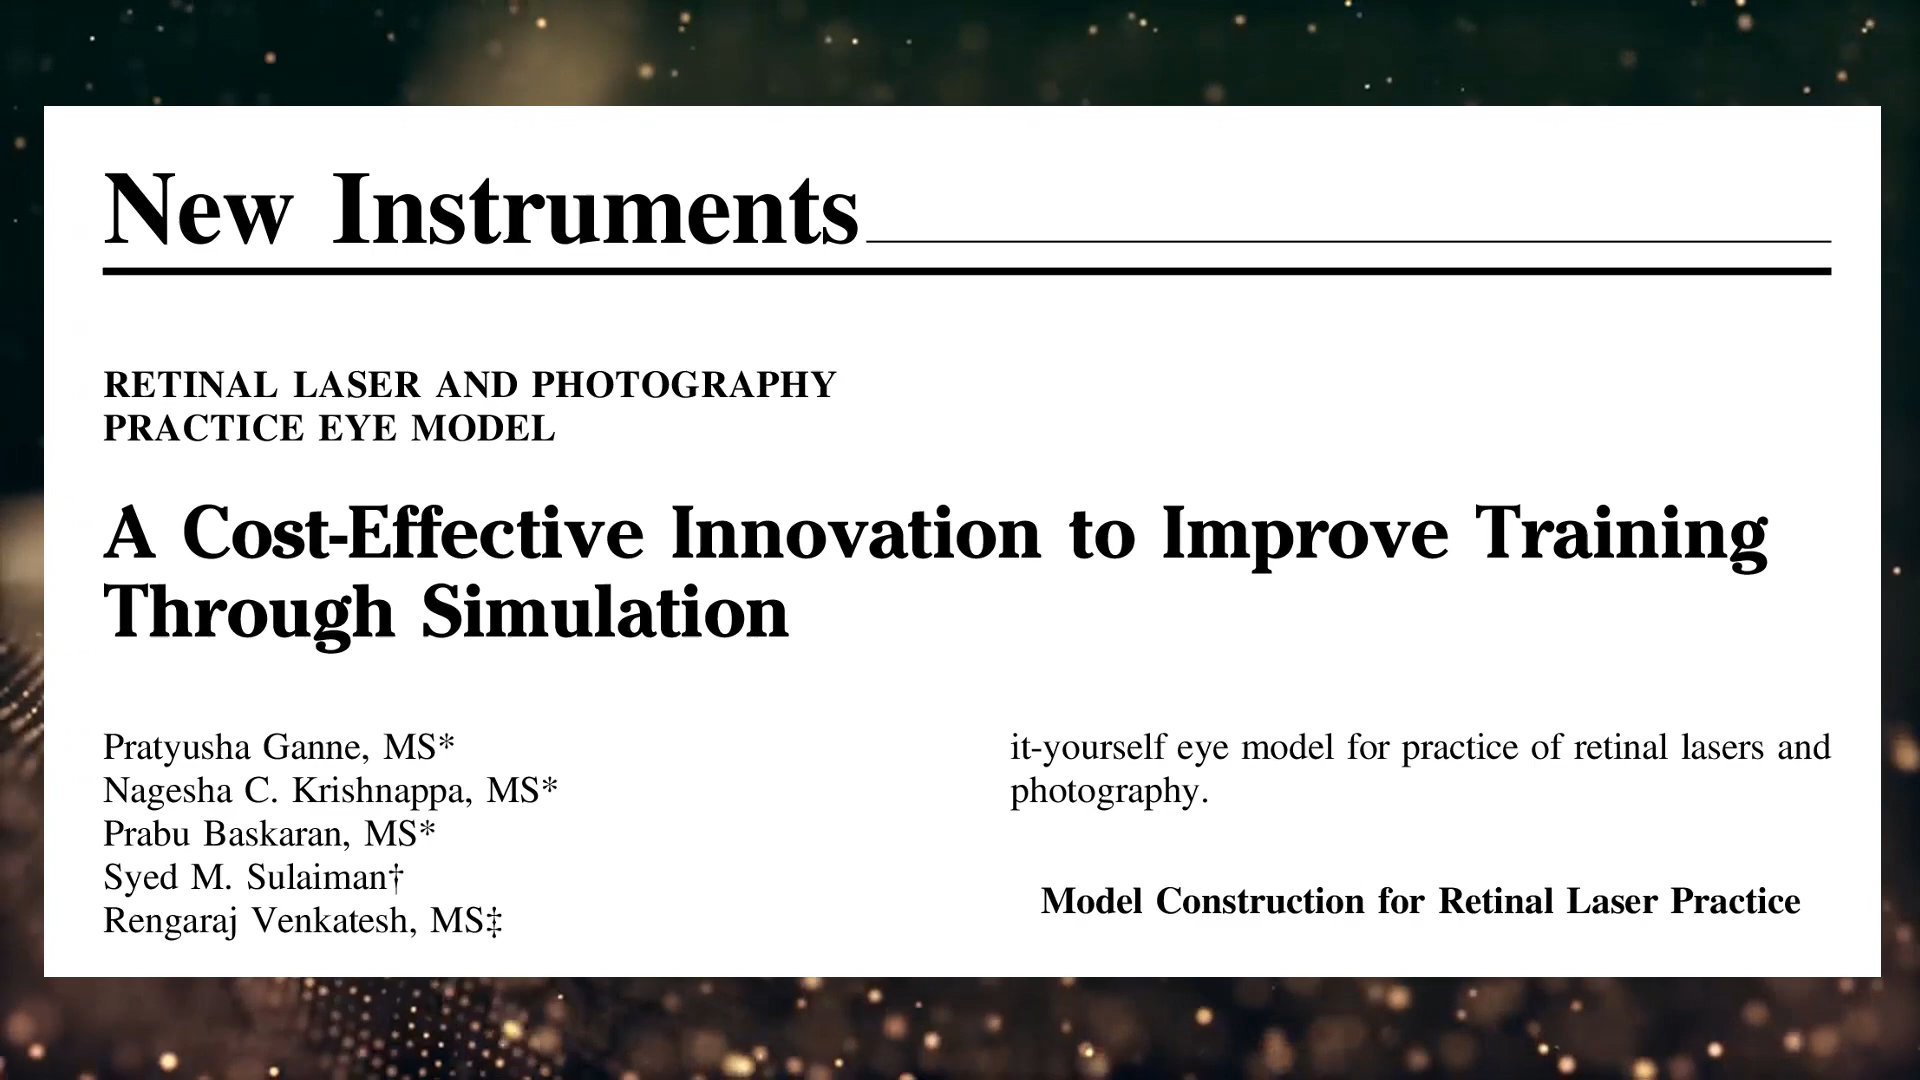 New Instruments
RETINAL LASER AND PHOTOGRAPHY
PRACTICE EYE MODEL
A Cost-Effective Innovation to Improve Training
Through Simulation
Pratyusha Ganne, MS*
Nagesha C. Krishnappa, MS*
Prabu Baskaran, MS*
Syed M. Sulaiman†
Rengaraj Venkatesh, MS‡
it-yourself eye model for practice of retinal lasers and
photography.
Model Construction for Retinal Laser Practice